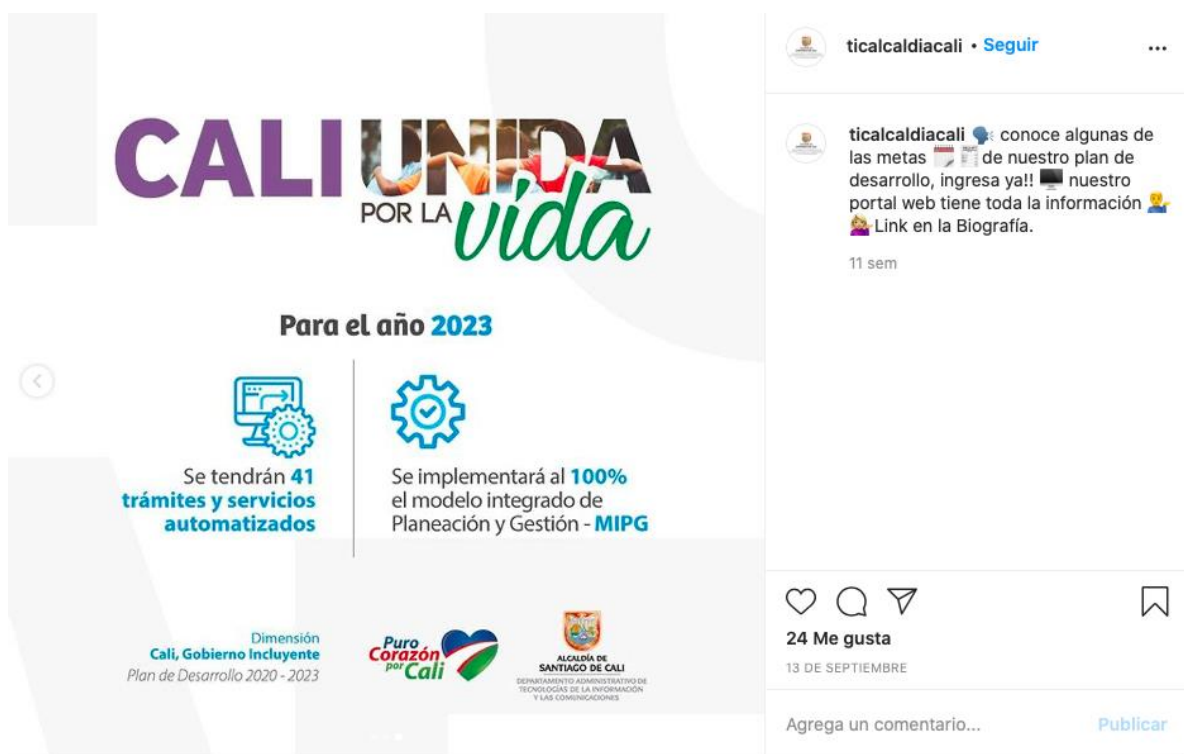 CALI UNIDA
POR LA vida
Para el año 2023
Se tendrán 41
trámites y servicios
automatizados
Se implementará al 100%
el modelo integrado de
Planeación y Gestión - MIPG
Dimensión
Cali, Gobierno Incluyente
Plan de Desarrollo 2020 - 2023
Puro
Corazón
por Cali
ALCALDÍA DE
SANTIAGO DE CALI
DEPARTAMENTO ADMINISTRATIVO DE
TECNOLOGÍAS DE LA INFORMACIÓN
Y LAS COMUNICACIONES
ticalcaldiacali • Seguir
ticalcaldiacali 🗣️ conoce algunas de
las metas 🗓️ 📑 de nuestro plan de
desarrollo, ingresa ya!! 🖥️ nuestro
portal web tiene toda la información 💁‍♂️
💁🏼‍♀️Link en la Biografía.
11 sem
24 Me gusta
13 DE SEPTIEMBRE
Agrega un comentario... Publicar